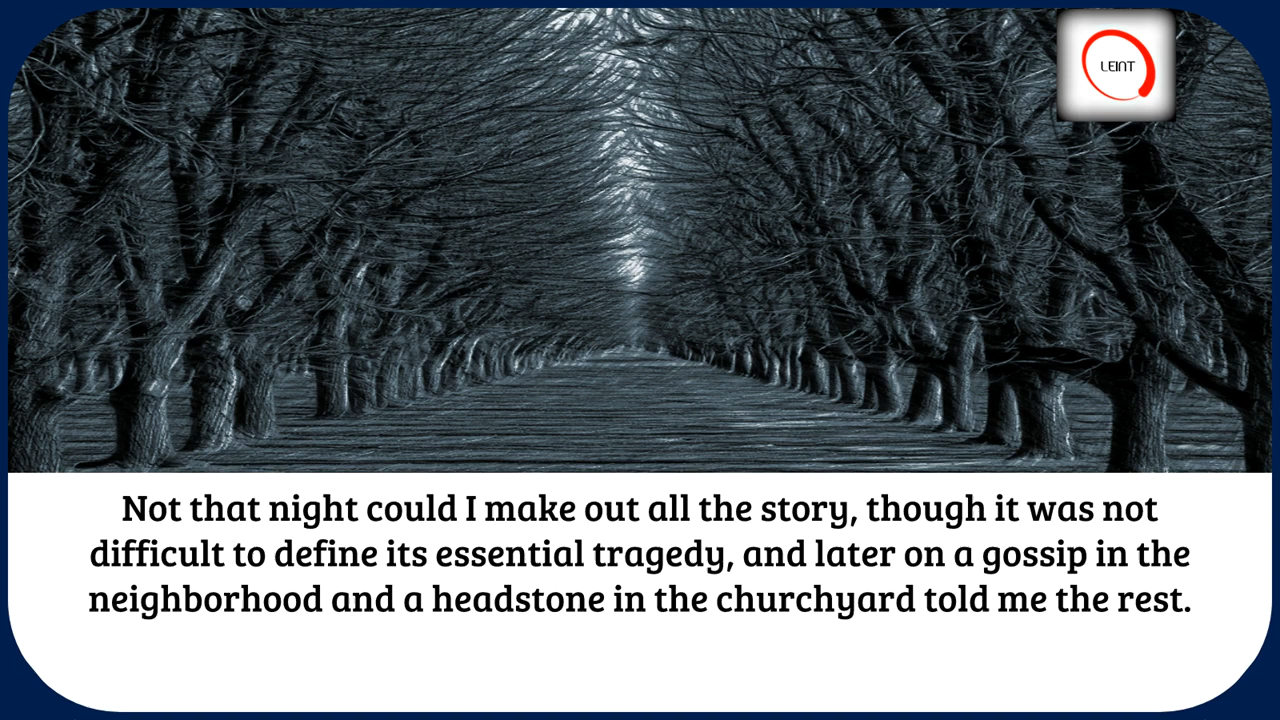 LEINT
Not that night could I make out all the story, though it was not
difficult to define its essential tragedy, and later on a gossip in the
neighborhood and a headstone in the churchyard told me the rest.